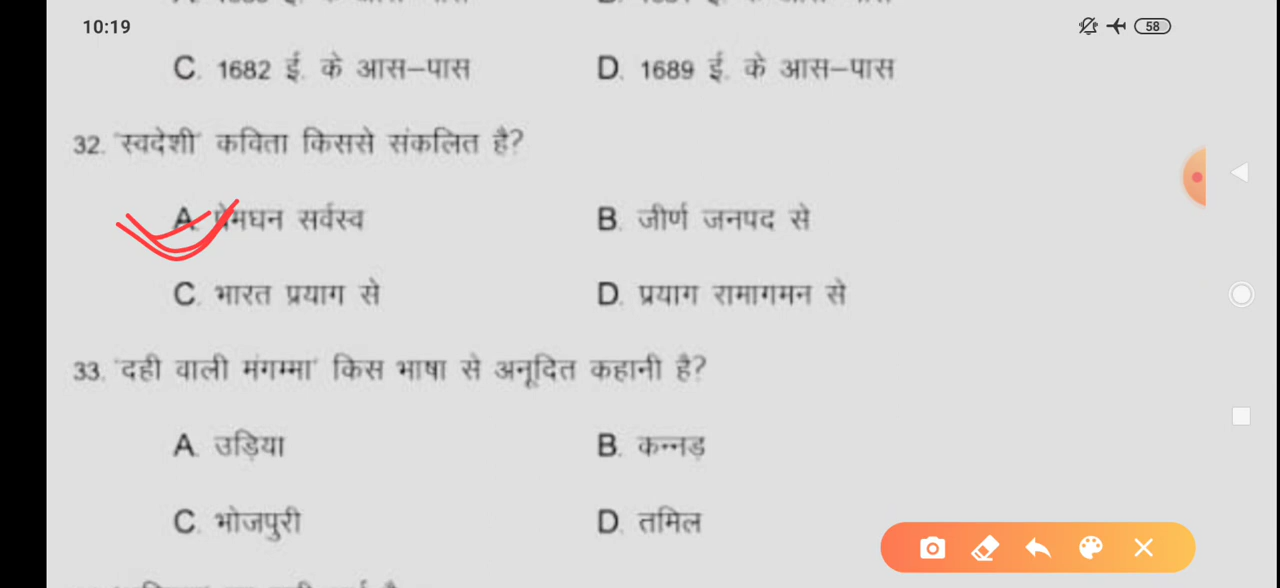 10:19
58
C. 1682 ई. के आस-पास D. 1689 ई. के आस-पास
32. 'स्वदेशी' कविता किससे संकलित है?
A. प्रेमघन सर्वस्व B. जीर्ण जनपद से
C. भारत प्रयाग से D. प्रयाग रामागमन से
33. 'दही वाली मंगम्मा' किस भाषा से अनूदित कहानी है?
A. उड़िया B. कन्नड़
C. भोजपुरी D. तमिल